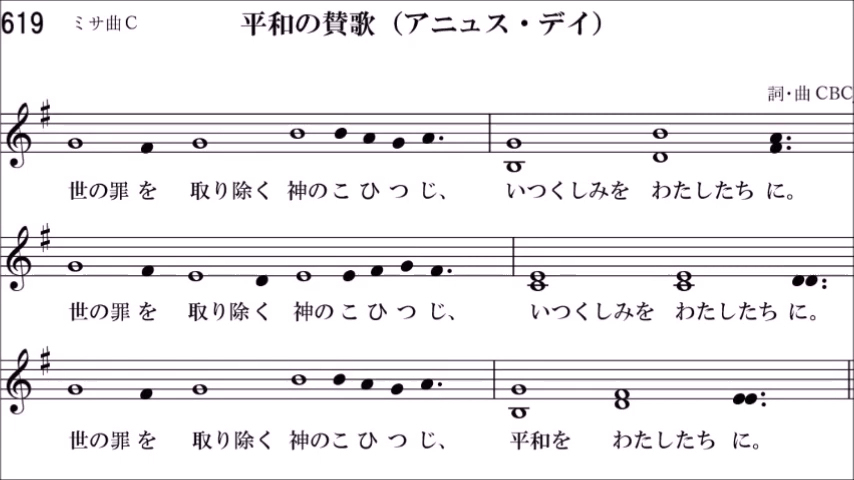 619 ミサ曲C 平和の賛歌（アニュス・デイ）
詞・曲 CBCJ
世の罪 を 取り除く 神のこ ひ つ じ、 いつくしみを わたしたち に。
世の罪 を 取り除 く 神の こ ひ つ じ、 いつくしみを わたしたち に。
世の罪 を 取り除く 神のこ ひ つ じ、 平和を わたしたち に。